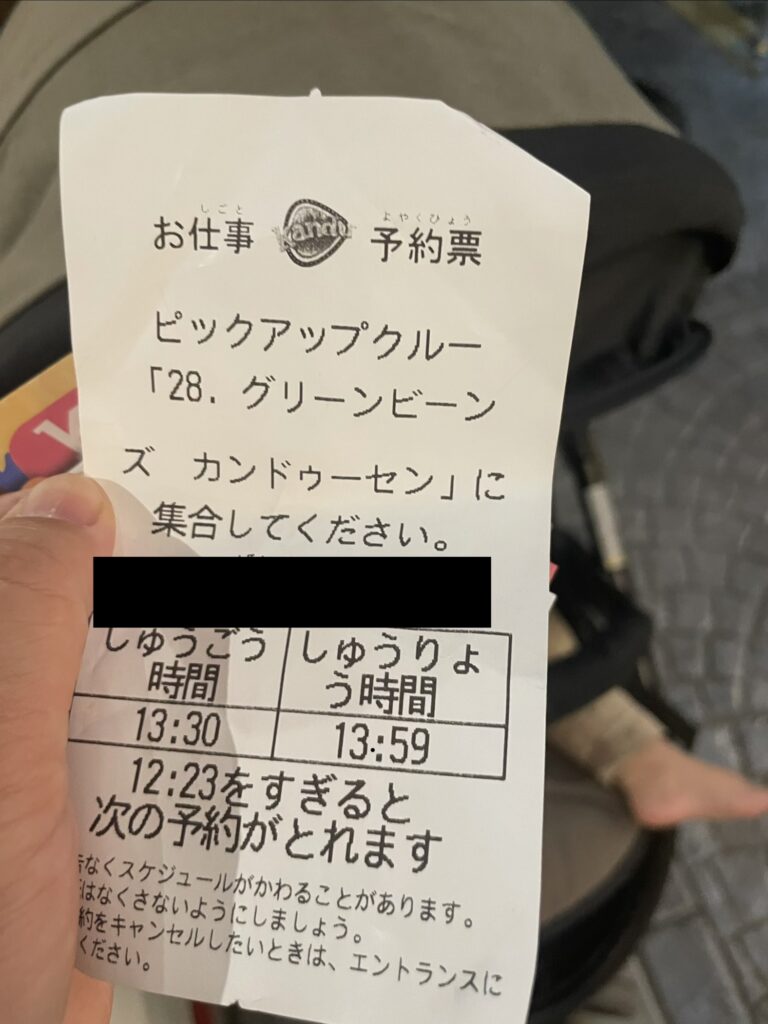 しごと よやくひょう
お仕事 Kandu 予約票
ピックアップクルー
「28. グリーンビーン
ズ カンドゥーセン」に
集合してください。
しゅうごう
時間
しゅうりょ
う時間
13:30 13:59
12:23をすぎると
次の予約がとれます
なくスケジュールがかわることがあります。
はなくさないようにしましょう。
約をキャンセルしたいときは、エントランスに
ください。